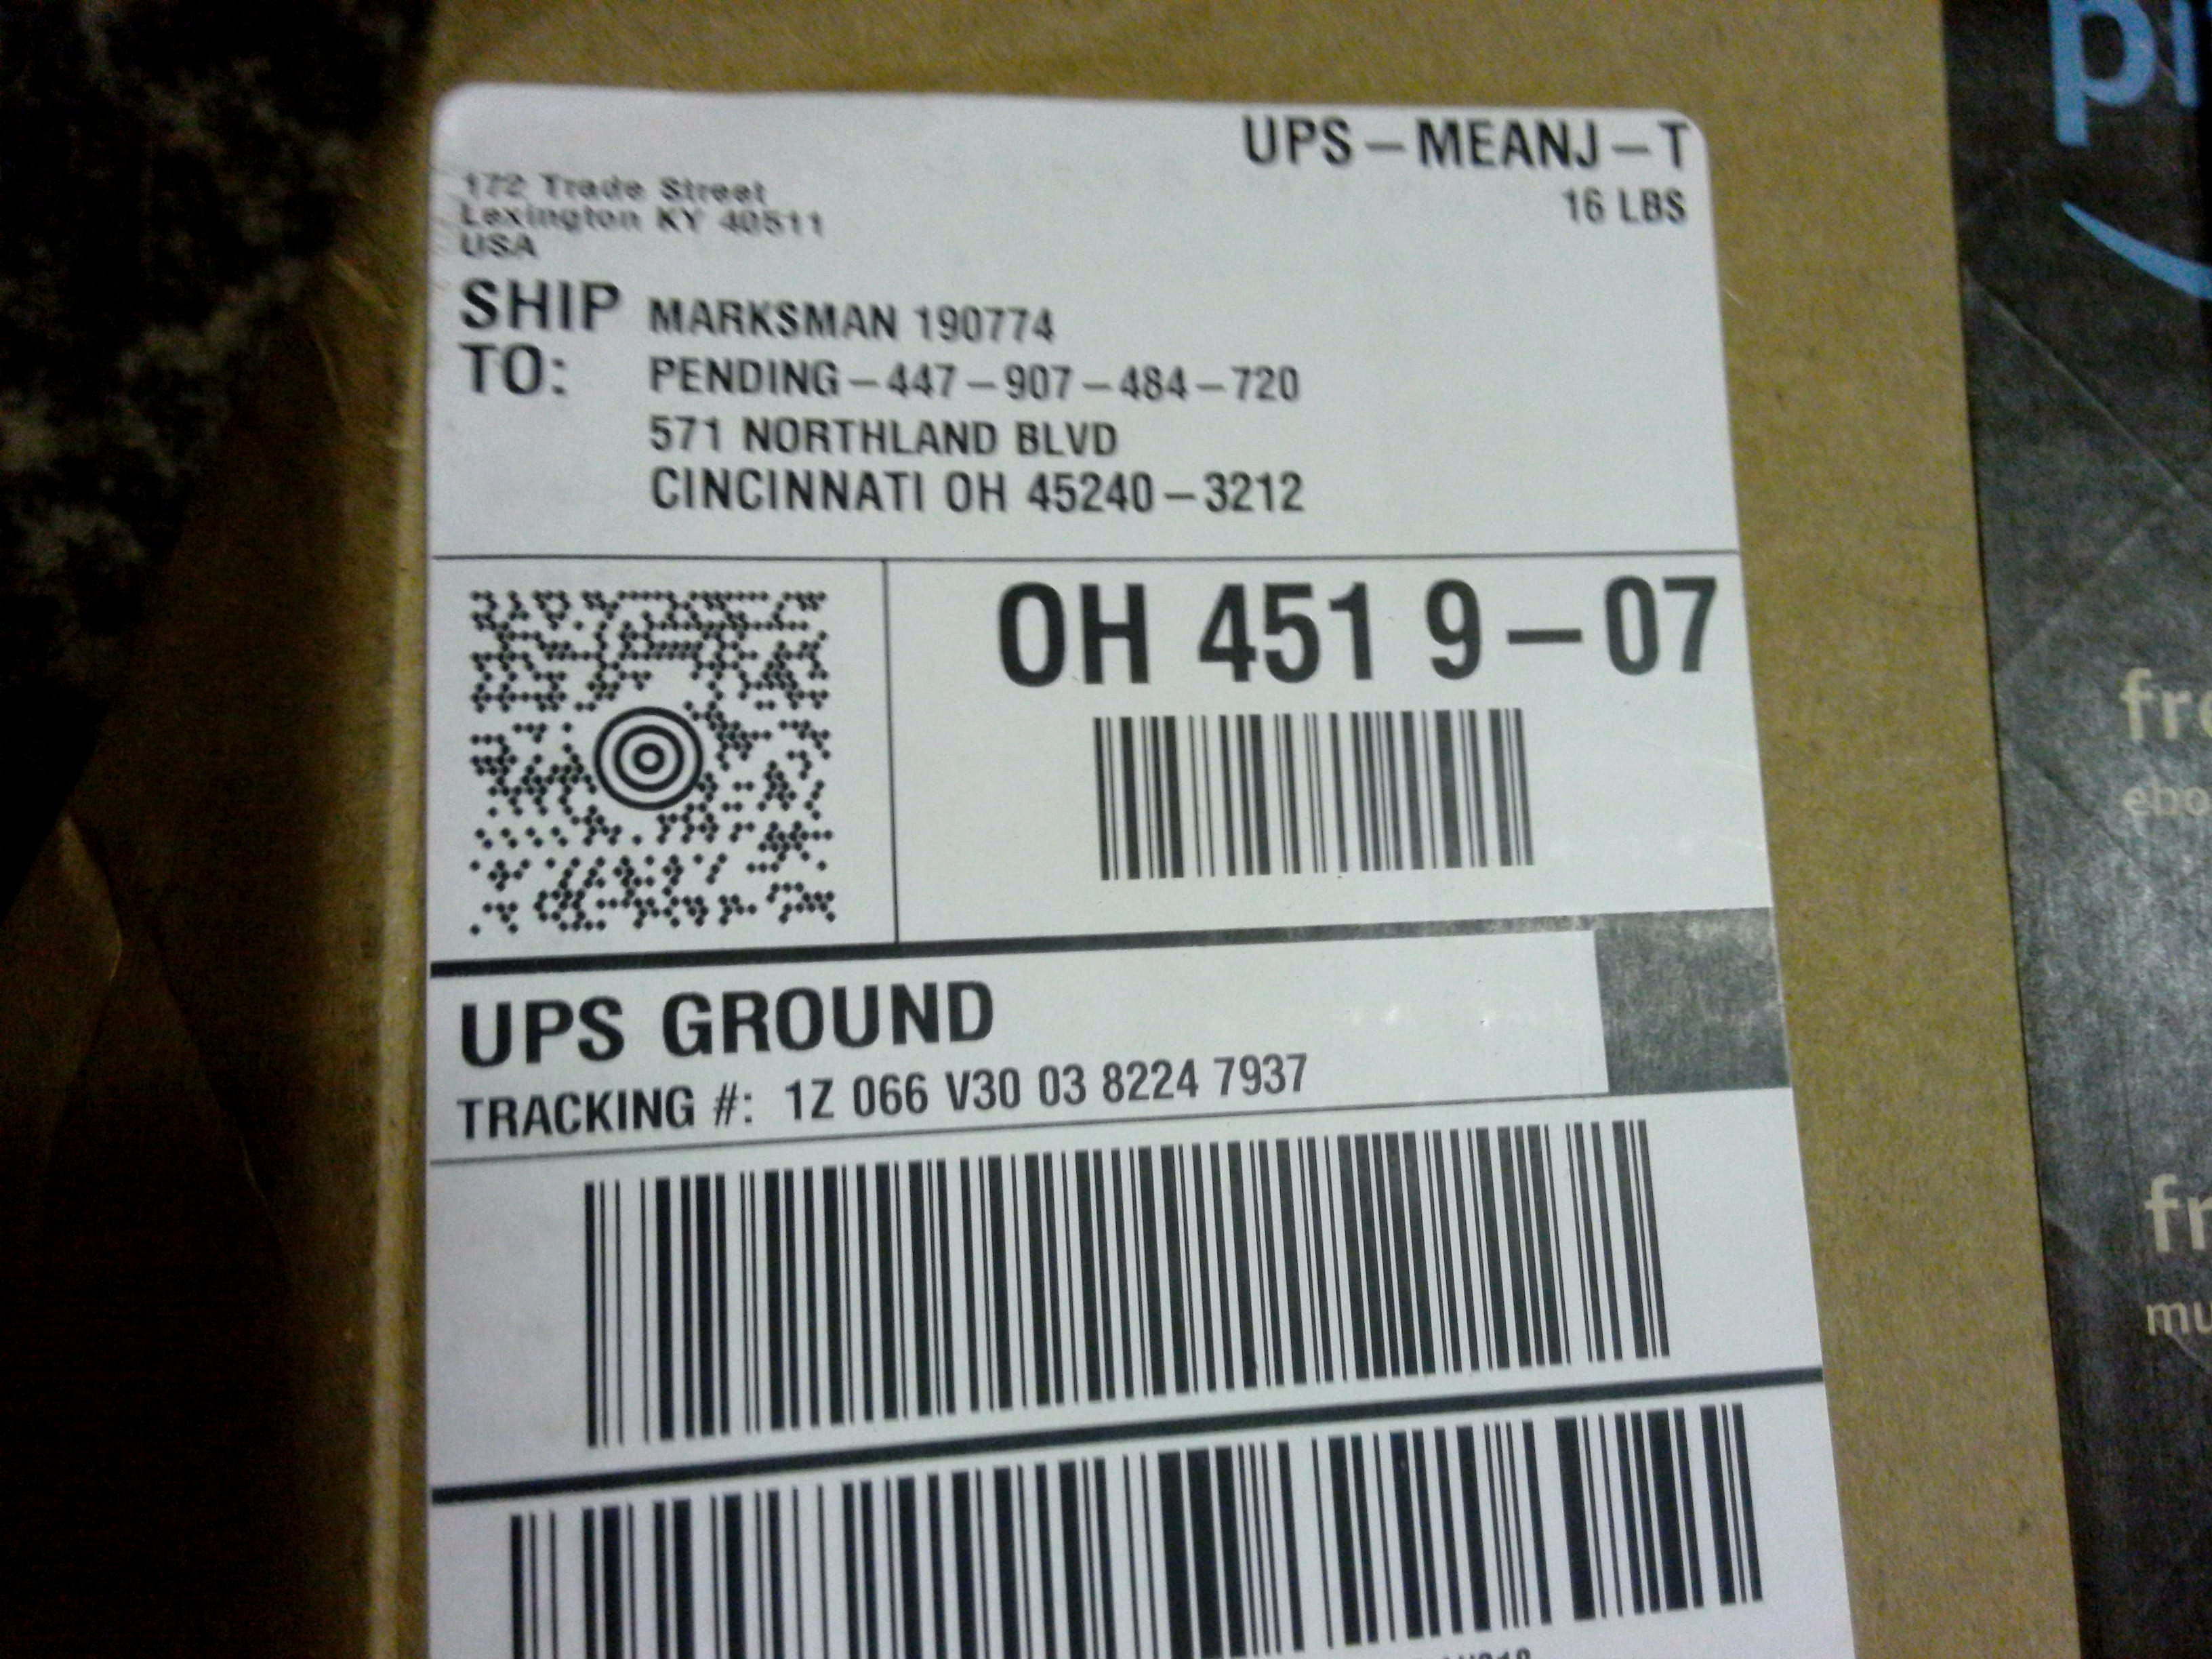 UPS-MEANJ-T
16 LBS
172 Trade Street
Lexington KY 40511
USA
SHIP TO:
MARKSMAN 190774
PENDING-447-907-484-720
571 NORTHLAND BLVD
CINCINNATI OH 45240-3212
OH 451 9-07
UPS GROUND
TRACKING #: 1Z 066 V30 03 8224 7937